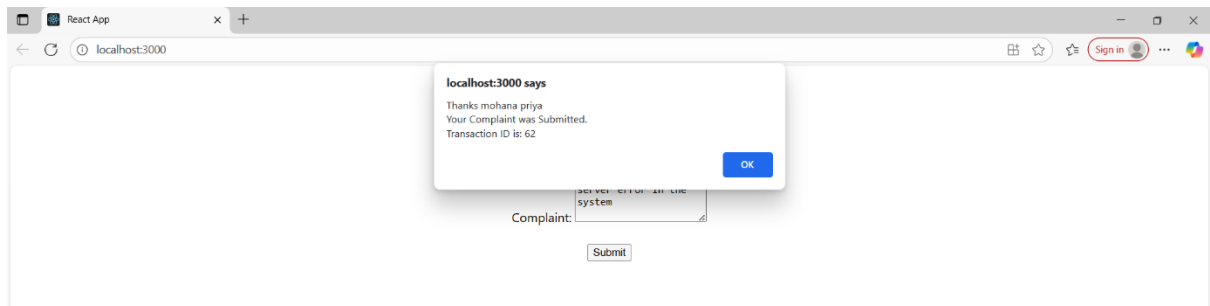 React App
localhost:3000
Sign in
localhost:3000 says
Thanks mohana priya
Your Complaint was Submitted.
Transaction ID is: 62
OK
server error in the
system
Complaint:
Submit